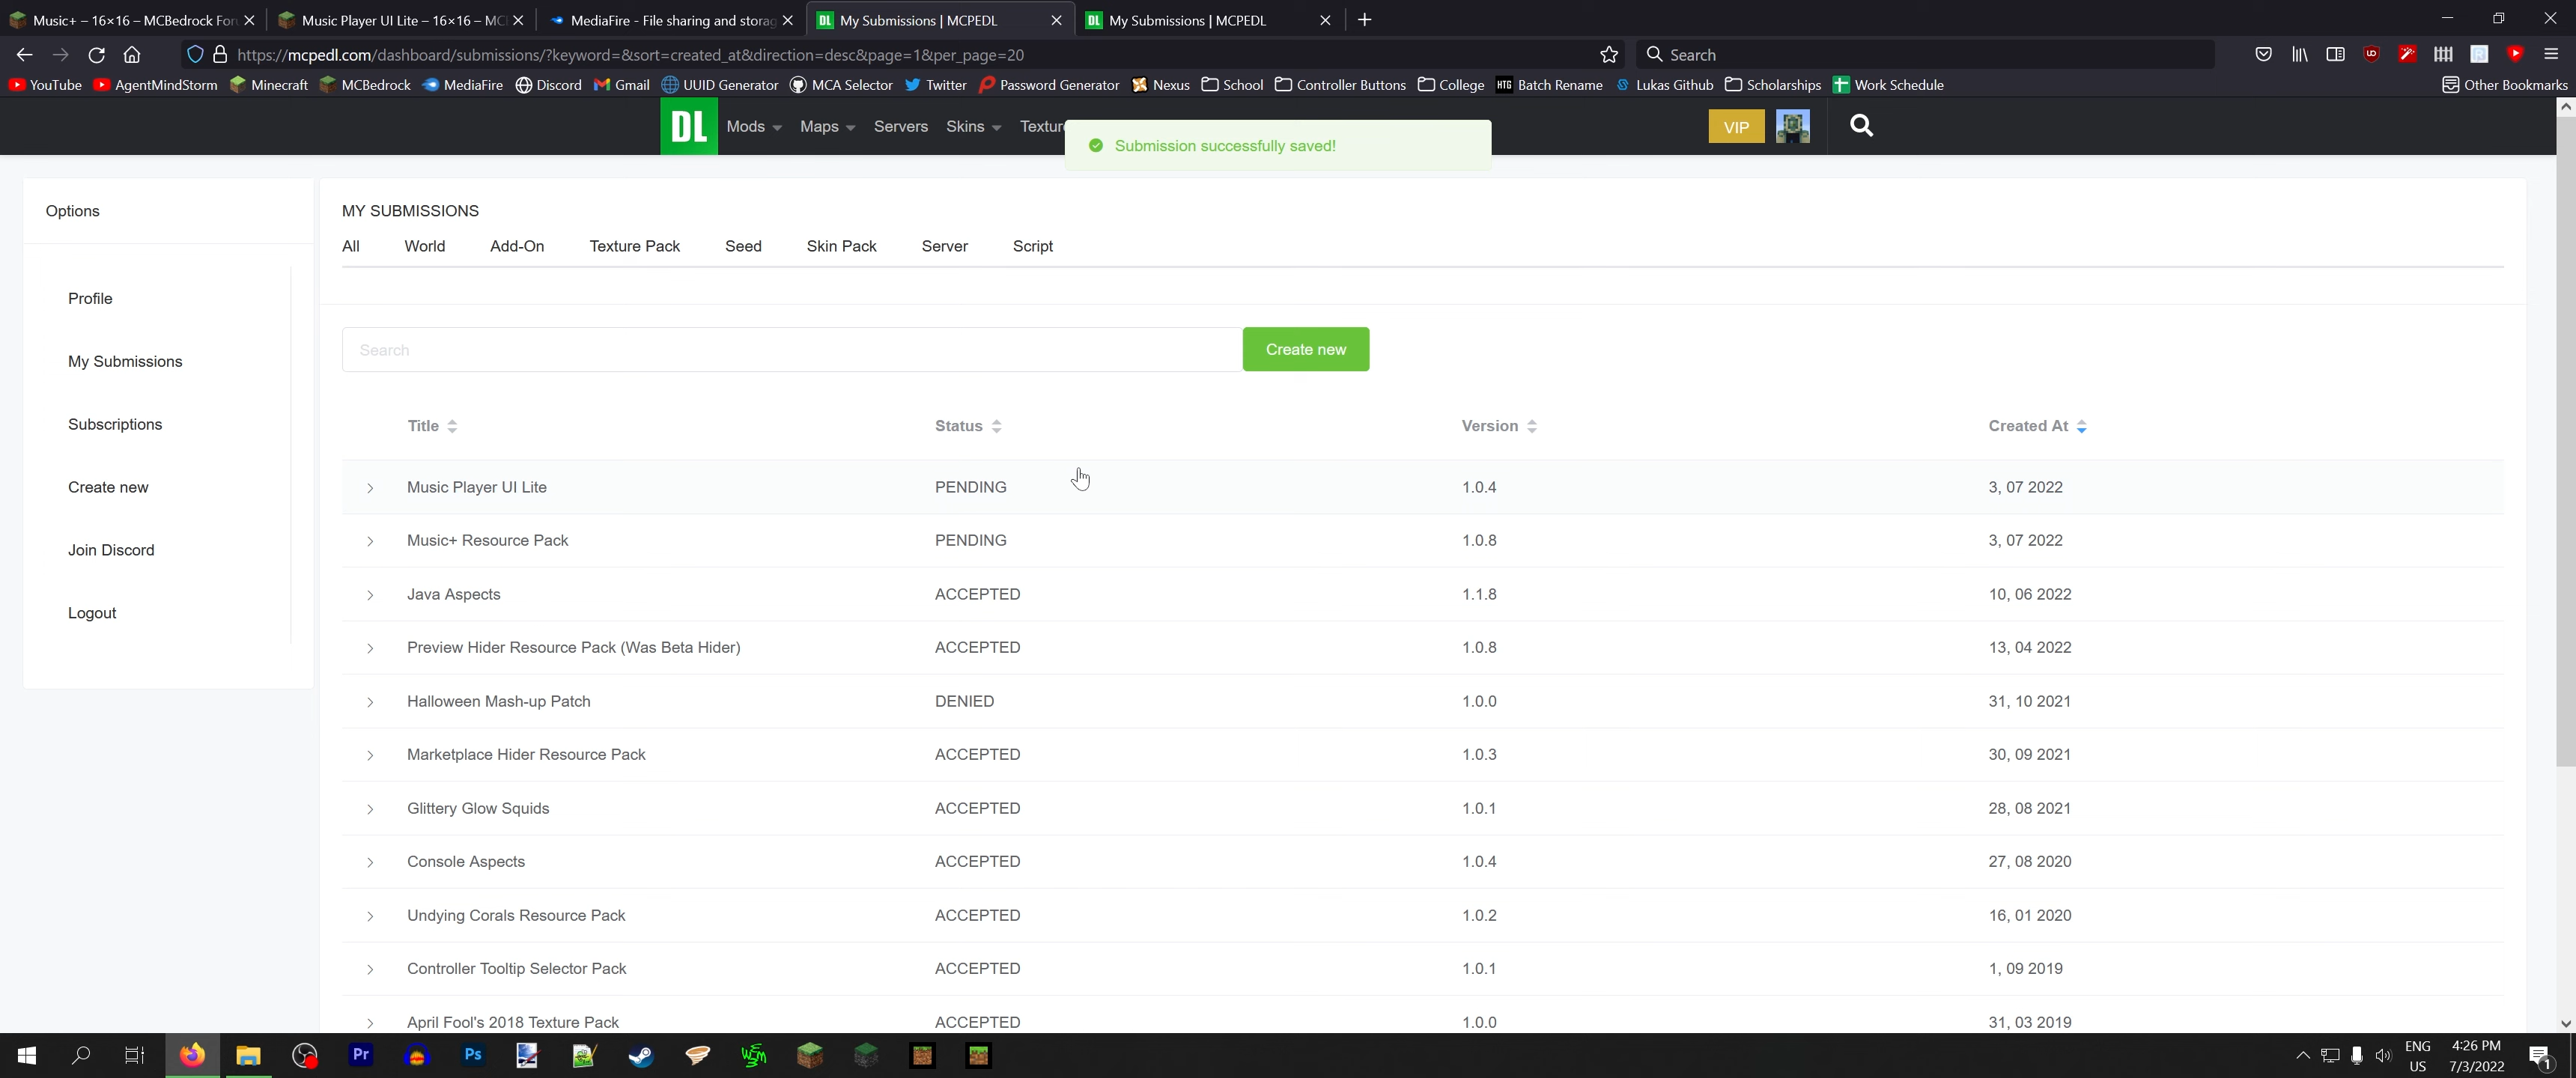 Music+ – 16×16 – MCBedrock For
Music Player UI Lite – 16×16 – MC
MediaFire - File sharing and storag
My Submissions | MCPEDL
My Submissions | MCPEDL
https://mcpedl.com/dashboard/submissions/?keyword=&sort=created_at&direction=desc&page=1&per_page=20
Search
YouTube
AgentMindStorm
Minecraft
MCBedrock
MediaFire
Discord
Gmail
UUID Generator
MCA Selector
Twitter
Password Generator
Nexus
School
Controller Buttons
College
HTG Batch Rename
Lukas Github
Scholarships
Work Schedule
Other Bookmarks
DL
Mods
Maps
Servers
Skins
Texture
VIP
Submission successfully saved!
Options
Profile
My Submissions
Subscriptions
Create new
Join Discord
Logout
MY SUBMISSIONS
All World Add-On Texture Pack Seed Skin Pack Server Script
Search
Create new
Title Status Version Created At
Music Player UI Lite PENDING 1.0.4 3, 07 2022
Music+ Resource Pack PENDING 1.0.8 3, 07 2022
Java Aspects ACCEPTED 1.1.8 10, 06 2022
Preview Hider Resource Pack (Was Beta Hider) ACCEPTED 1.0.8 13, 04 2022
Halloween Mash-up Patch DENIED 1.0.0 31, 10 2021
Marketplace Hider Resource Pack ACCEPTED 1.0.3 30, 09 2021
Glittery Glow Squids ACCEPTED 1.0.1 28, 08 2021
Console Aspects ACCEPTED 1.0.4 27, 08 2020
Undying Corals Resource Pack ACCEPTED 1.0.2 16, 01 2020
Controller Tooltip Selector Pack ACCEPTED 1.0.1 1, 09 2019
April Fool's 2018 Texture Pack ACCEPTED 1.0.0 31, 03 2019
Pr
Ps
ENG
US
4:26 PM
7/3/2022
1